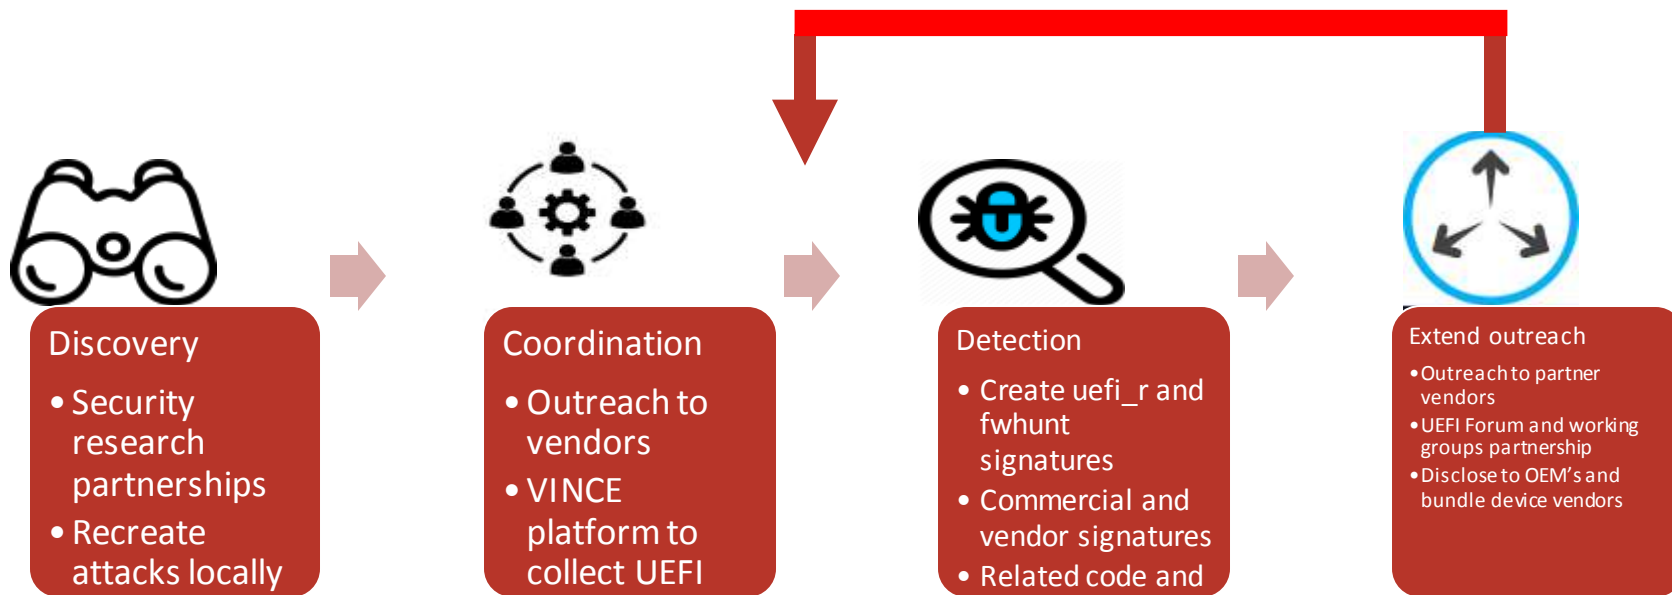 Discovery
• Security
research
partnerships
• Recreate
attacks locally
Coordination
• Outreach to
vendors
• VINCE
platform to
collect UEFI
Detection
• Create uefi_r and
fwhunt
signatures
• Commercial and
vendor signatures
• Related code and
Extend outreach
• Outreach to partner
vendors
• UEFI Forum and working
groups partnership
• Disclose to OEM's and
bundle device vendors